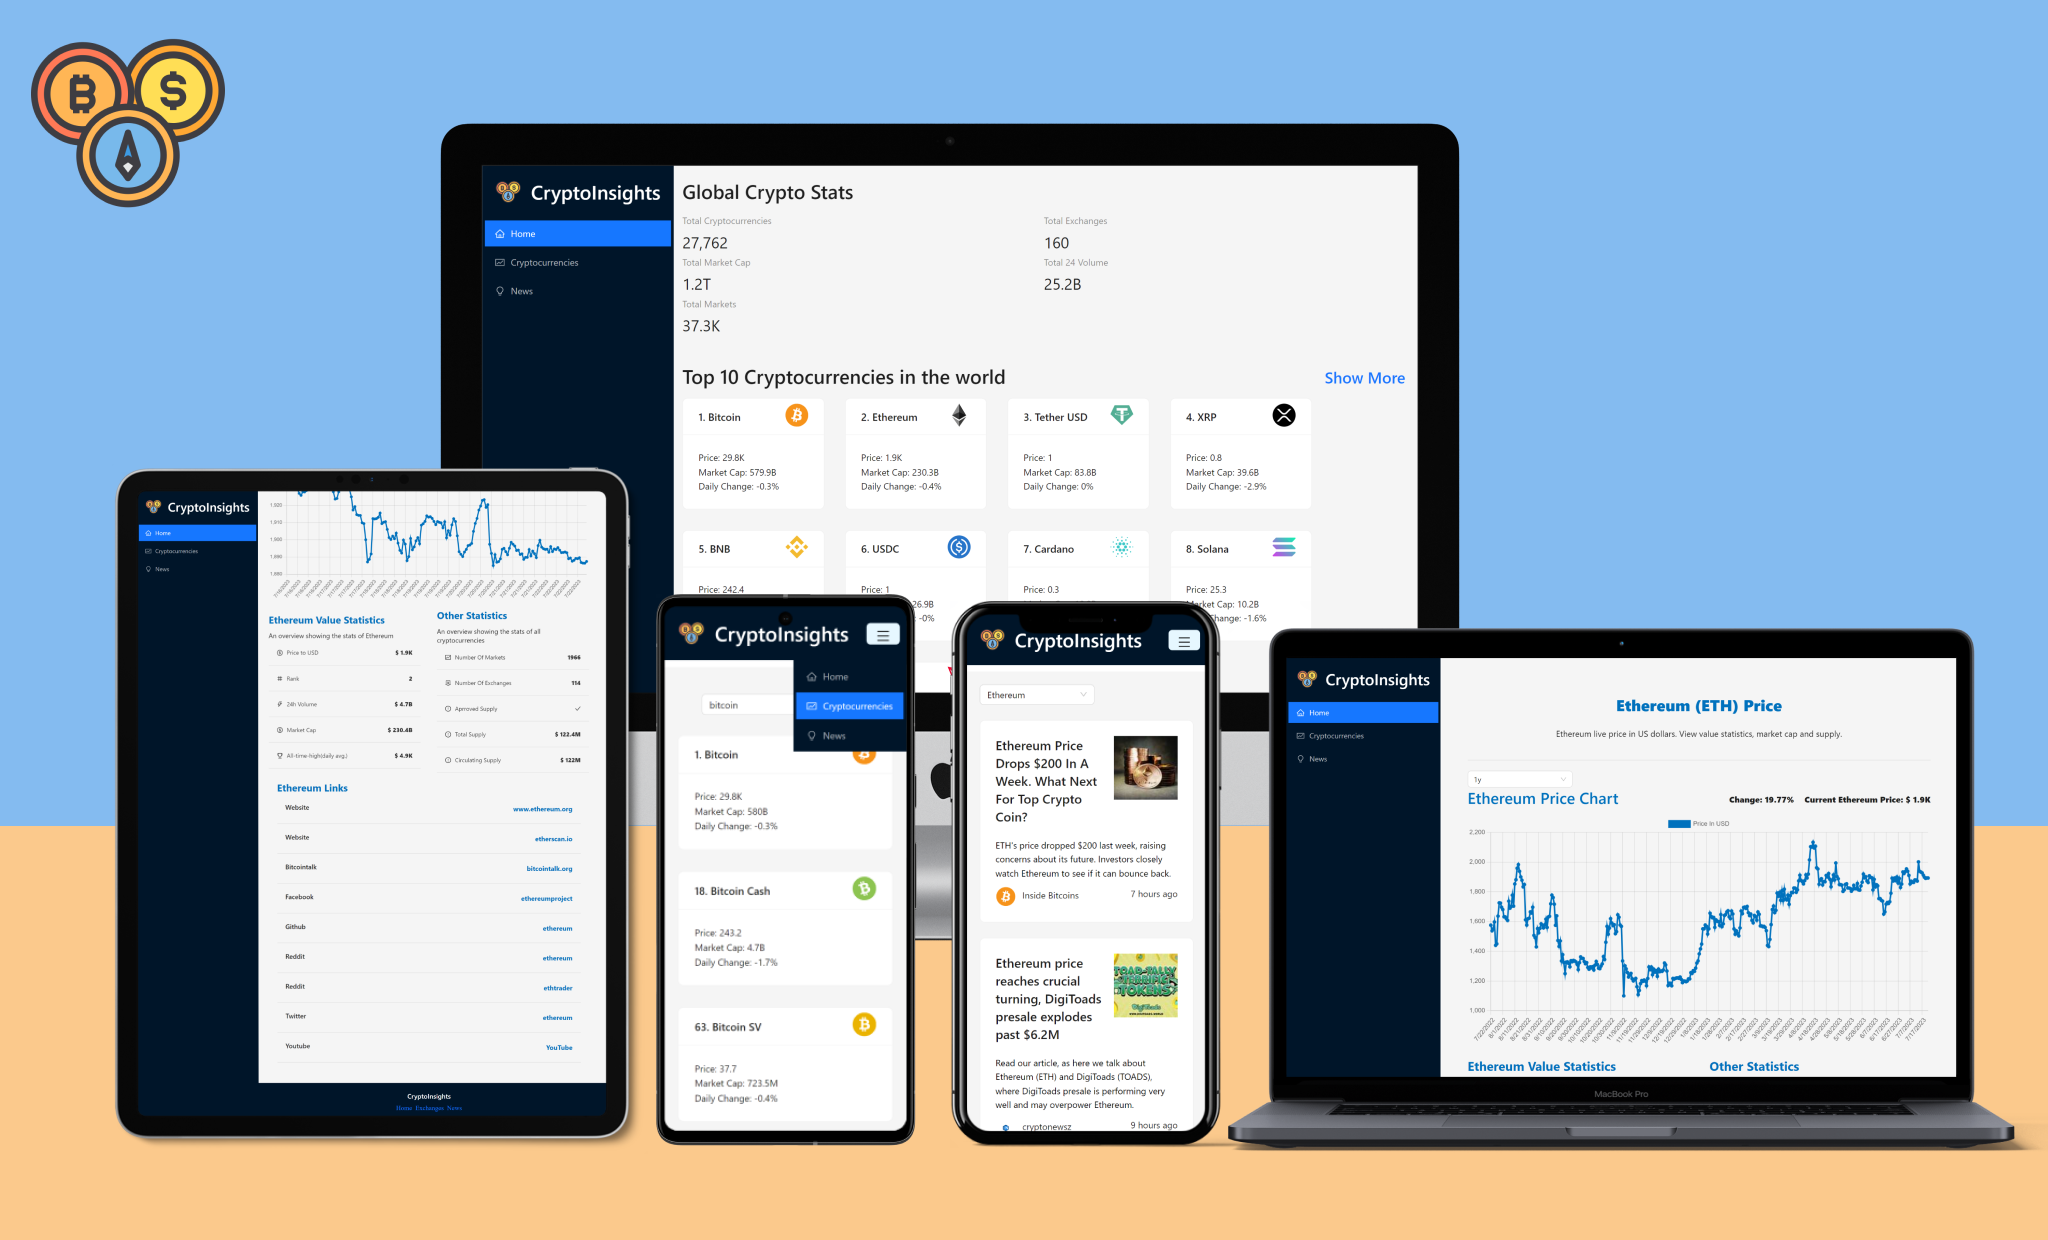 CryptoInsights
Home
Cryptocurrencies
News
Global Crypto Stats
Total Cryptocurrencies
27,762
Total Exchanges
160
Total Market Cap
1.2T
Total 24 Volume
25.2B
Total Markets
37.3K
Top 10 Cryptocurrencies in the world
Show More
1. Bitcoin
Price: 29.8K
Market Cap: 579.9B
Daily Change: -0.3%
2. Ethereum
Price: 1.9K
Market Cap: 230.3B
Daily Change: -0.4%
3. Tether USD
Price: 1
Market Cap: 83.8B
Daily Change: 0%
4. XRP
Price: 0.8
Market Cap: 39.6B
Daily Change: -2.9%
5. BNB
Price: 242.4
6. USDC
Price: 1
26.9B
-0%
7. Cardano
Price: 0.3
8. Solana
Price: 25.3
Market Cap: 10.2B
hange: -1.6%
CryptoInsights
Home
Cryptocurrencies
News
1,920
1,910
1,900
1,890
1,880
Ethereum Value Statistics
An overview showing the stats of Ethereum
Price to USD $ 1.9K
Rank 2
24h Volume $ 4.7B
Market Cap $ 230.4B
All-time-high(daily avg.) $ 4.9K
Other Statistics
An overview showing the stats of all
cryptocurrencies
Number Of Markets 1966
Number Of Exchanges 114
Aprroved Supply
Total Supply $ 122.4M
Circulating Supply $ 122M
Ethereum Links
Website www.ethereum.org
Website etherscan.io
Bitcointalk bitcointalk.org
Facebook ethereumproject
Github ethereum
Reddit ethereum
Reddit ethtrader
Twitter ethereum
Youtube YouTube
CryptoInsights
Home Exchanges News
CryptoInsights
Home
Cryptocurrencies
News
bitcoin
1. Bitcoin
Price: 29.8K
Market Cap: 580B
Daily Change: -0.3%
18. Bitcoin Cash
Price: 243.2
Market Cap: 4.7B
Daily Change: -1.7%
63. Bitcoin SV
Price: 37.7
Market Cap: 723.5M
Daily Change: -0.4%
CryptoInsights
Ethereum
Ethereum Price
Drops $200 In A
Week. What Next
For Top Crypto
Coin?
ETH's price dropped $200 last week, raising
concerns about its future. Investors closely
watch Ethereum to see if it can bounce back.
Inside Bitcoins
7 hours ago
Ethereum price
reaches crucial
turning, DigiToads
presale explodes
past $6.2M
TOAD-TALLY
TERRIFIC
TOKENS
DigiToads
Read our article, as here we talk about
Ethereum (ETH) and DigiToads (TOADS),
where DigiToads presale is performing very
well and may overpower Ethereum.
cryptonewsz
9 hours ago
CryptoInsights
Home
Cryptocurrencies
News
Ethereum (ETH) Price
Ethereum live price in US dollars. View value statistics, market cap and supply.
1y
Ethereum Price Chart
Change: 19.77% Current Ethereum Price: $ 1.9K
Price In USD
2,200
2,000
1,800
1,600
1,400
1,200
1,000
Ethereum Value Statistics
Other Statistics
MacBook Pro